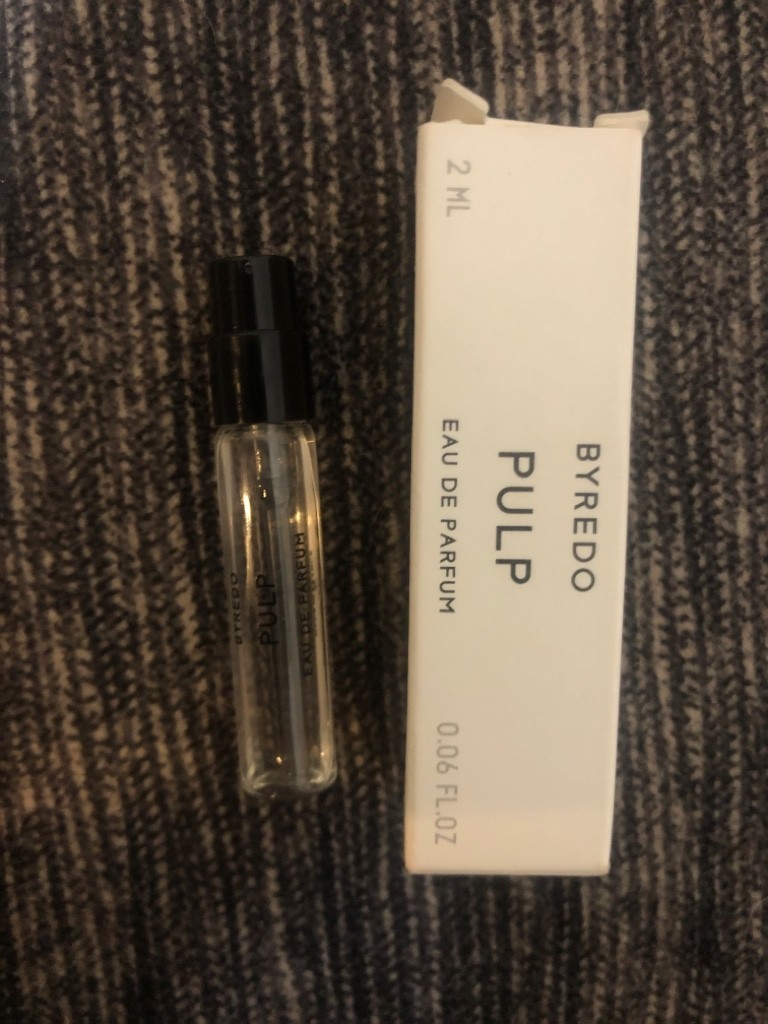 BYREDO
PULP
EAU DE PARFUM
BYREDO
PULP
2 ML EAU DE PARFUM 0.06 FL.OZ